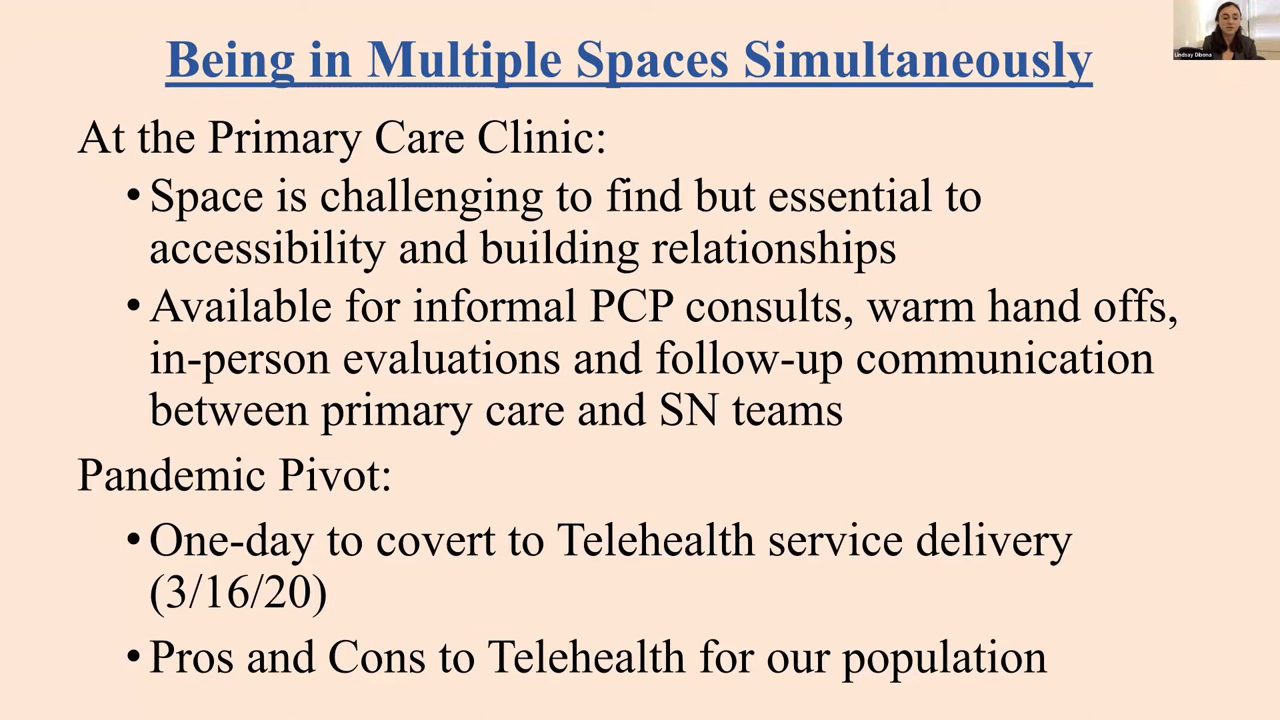 Being in Multiple Spaces Simultaneously
Lindsay Dibona
At the Primary Care Clinic:
•Space is challenging to find but essential to
accessibility and building relationships
•Available for informal PCP consults, warm hand offs,
in-person evaluations and follow-up communication
between primary care and SN teams
Pandemic Pivot:
•One-day to covert to Telehealth service delivery
(3/16/20)
•Pros and Cons to Telehealth for our population